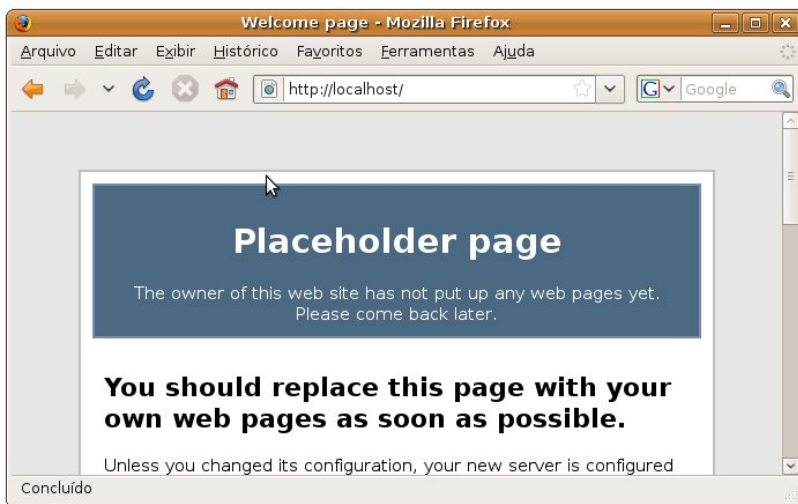 Welcome page - Mozilla Firefox
Arquivo Editar Exibir Histórico Favoritos Ferramentas Ajuda
http://localhost/ G Google
Placeholder page
The owner of this web site has not put up any web pages yet.
Please come back later.
You should replace this page with your
own web pages as soon as possible.
Unless you changed its configuration, your new server is configured
Concluído